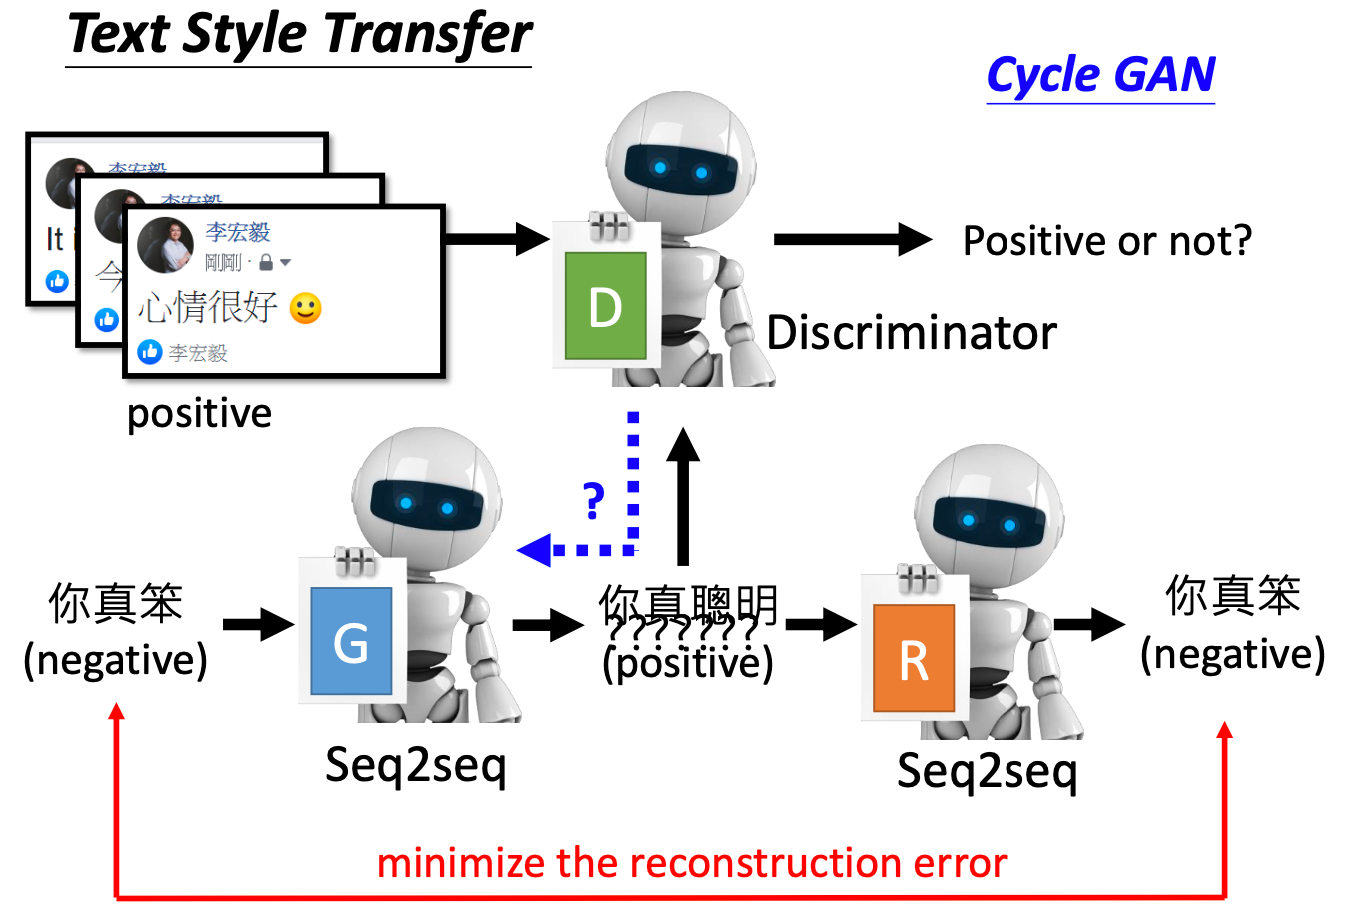 Text Style Transfer
Cycle GAN
李宏毅
It i
李宏毅
今
李宏毅
剛剛 ·
心情很好
李宏毅
positive
D
Positive or not?
Discriminator
?
你真笨
(negative)
G
Seq2seq
你真聰明
???????
(positive)
R
Seq2seq
你真笨
(negative)
minimize the reconstruction error